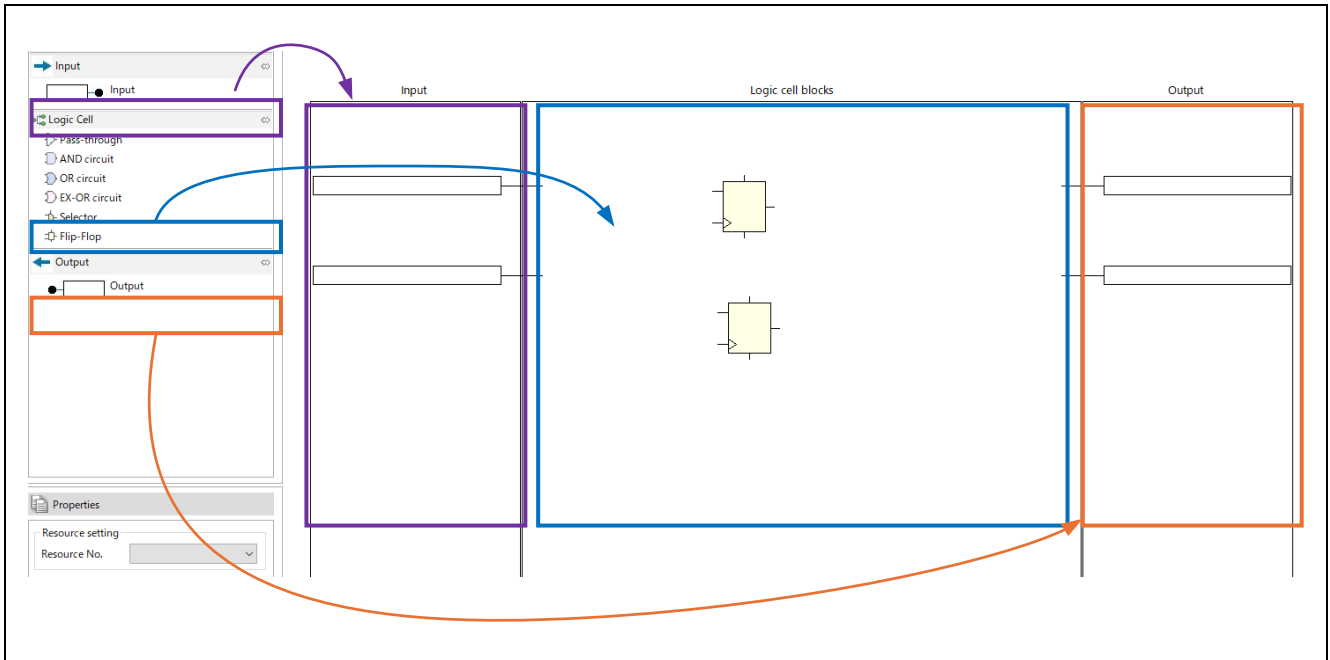 Input
Input
Logic Cell
Pass-through
AND circuit
OR circuit
EX-OR circuit
Selector
Flip-Flop
Output
Output
Properties
Resource setting
Resource No.
Input
Logic cell blocks
Output